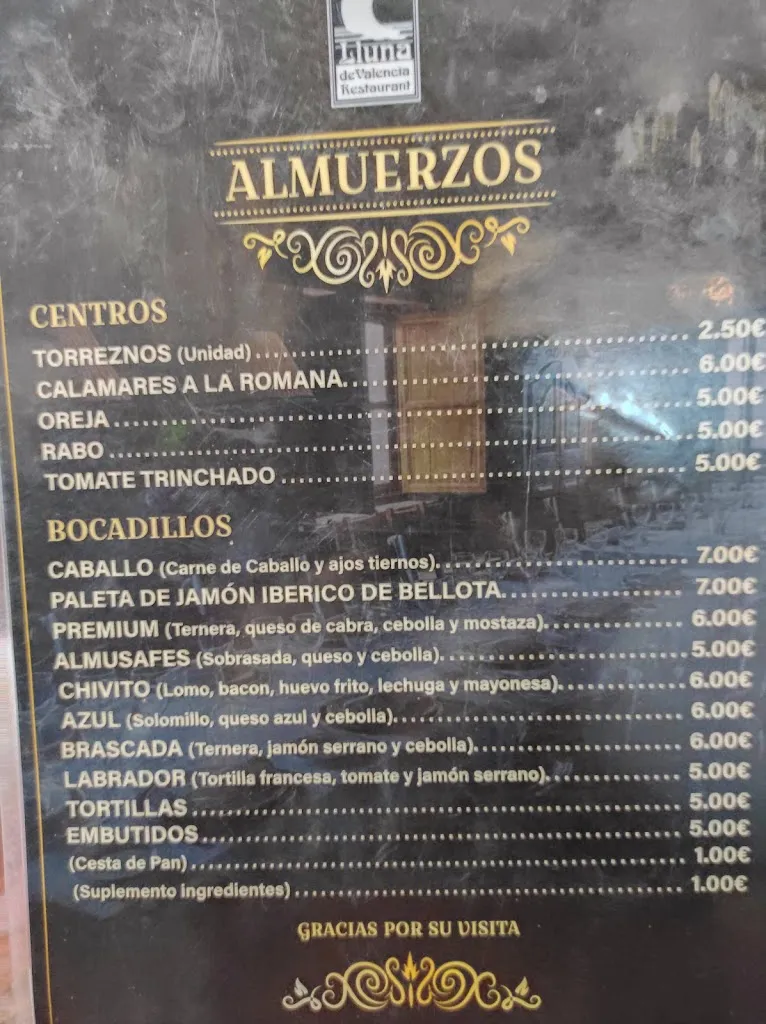 Lluna
de Valencia
Restaurant
ALMUERZOS
CENTROS
TORREZNOS (Unidad) 2.50€
CALAMARES A LA ROMANA 6.00€
OREJA 5.00€
RABO 5.00€
TOMATE TRINCHADO 5.00€
BOCADILLOS
CABALLO (Carne de Caballo y ajos tiernos) 7.00€
PALETA DE JAMÓN IBERICO DE BELLOTA 7.00€
PREMIUM (Ternera, queso de cabra, cebolla y mostaza) 6.00€
ALMUSAFES (Sobrasada, queso y cebolla) 5.00€
CHIVITO (Lomo, bacon, huevo frito, lechuga y mayonesa) 6.00€
AZUL (Solomillo, queso azul y cebolla) 6.00€
BRASCADA (Ternera, jamón serrano y cebolla) 6.00€
LABRADOR (Tortilla francesa, tomate y jamón serrano) 5.00€
TORTILLAS 5.00€
EMBUTIDOS 5.00€
(Cesta de Pan) 1.00€
(Suplemento ingredientes) 1.00€
GRACIAS POR SU VISITA